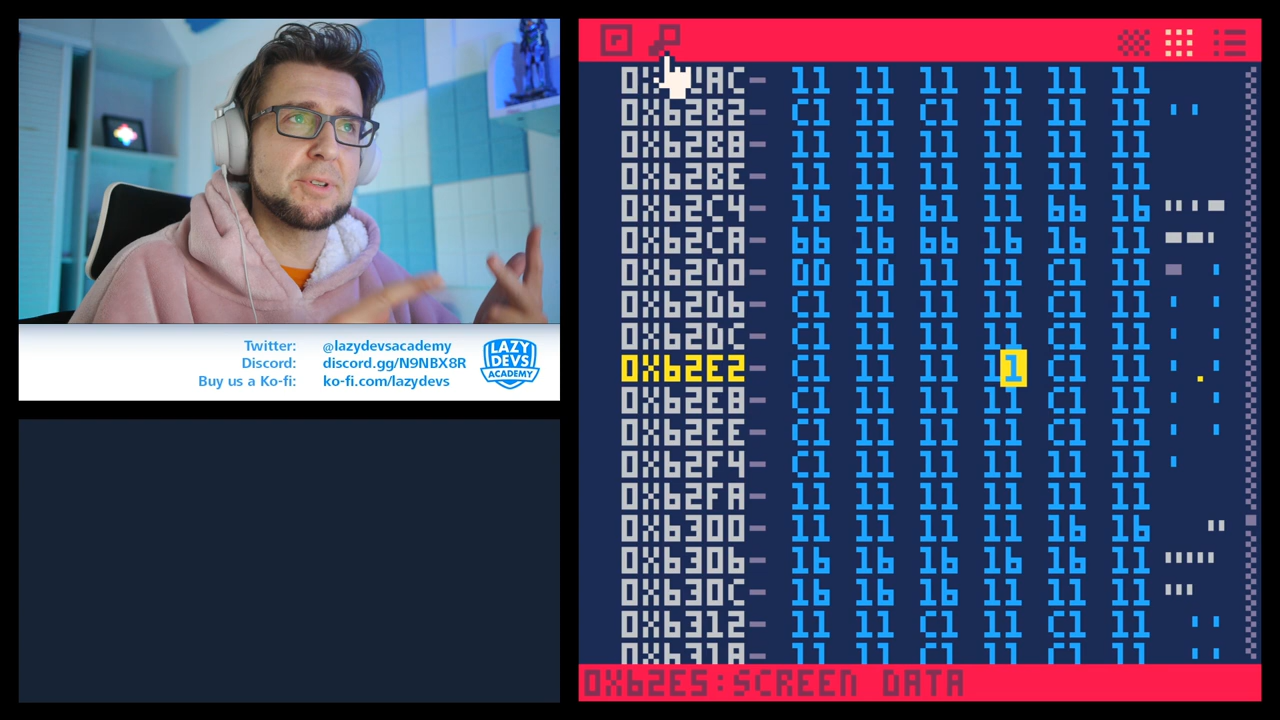 Twitter: @lazydevsacademy
Discord: discord.gg/N9NBX8R
Buy us a Ko-fi: ko-fi.com/lazydevs
LAZY
DEVS
ACADEMY
11 11 11 11 11 11
0X62B2- C1 11 C1 11 11 11
0X62B8- 11 11 11 11 11 11
0X62BE- 11 11 11 11 11 11
0X62C4- 16 16 61 11 66 16
0X62CA- 66 16 66 16 16 11
0X62D0- DD 1D 11 11 C1 11
0X62D6- C1 11 11 11 C1 11
0X62DC- C1 11 11 11 C1 11
0X62E2- C1 11 11 11 C1 11
0X62E8- C1 11 11 11 C1 11
0X62EE- C1 11 11 11 C1 11
0X62F4- C1 11 11 11 11 11
0X62FA- 11 11 11 11 11 11
0X6300- 11 11 11 11 16 16
0X6306- 16 16 16 16 16 11
0X630C- 16 16 16 11 11 11
0X6312- 11 11 C1 11 C1 11
11 11 C1 11 C1 11
0X62E5:SCREEN DATA